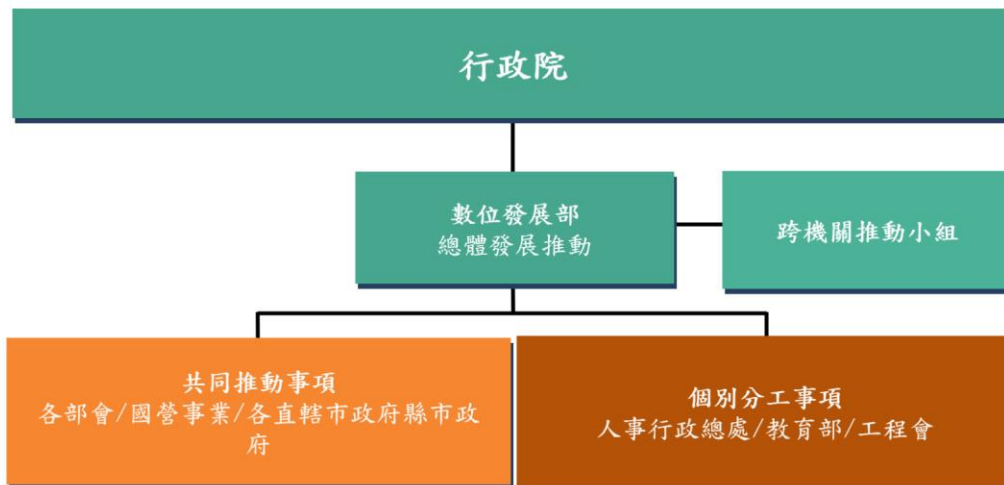 行政院
數位發展部
總體發展推動
跨機關推動小組
共同推動事項
各部會/國營事業/各直轄市政府縣市政
府
個別分工事項
人事行政總處/教育部/工程會